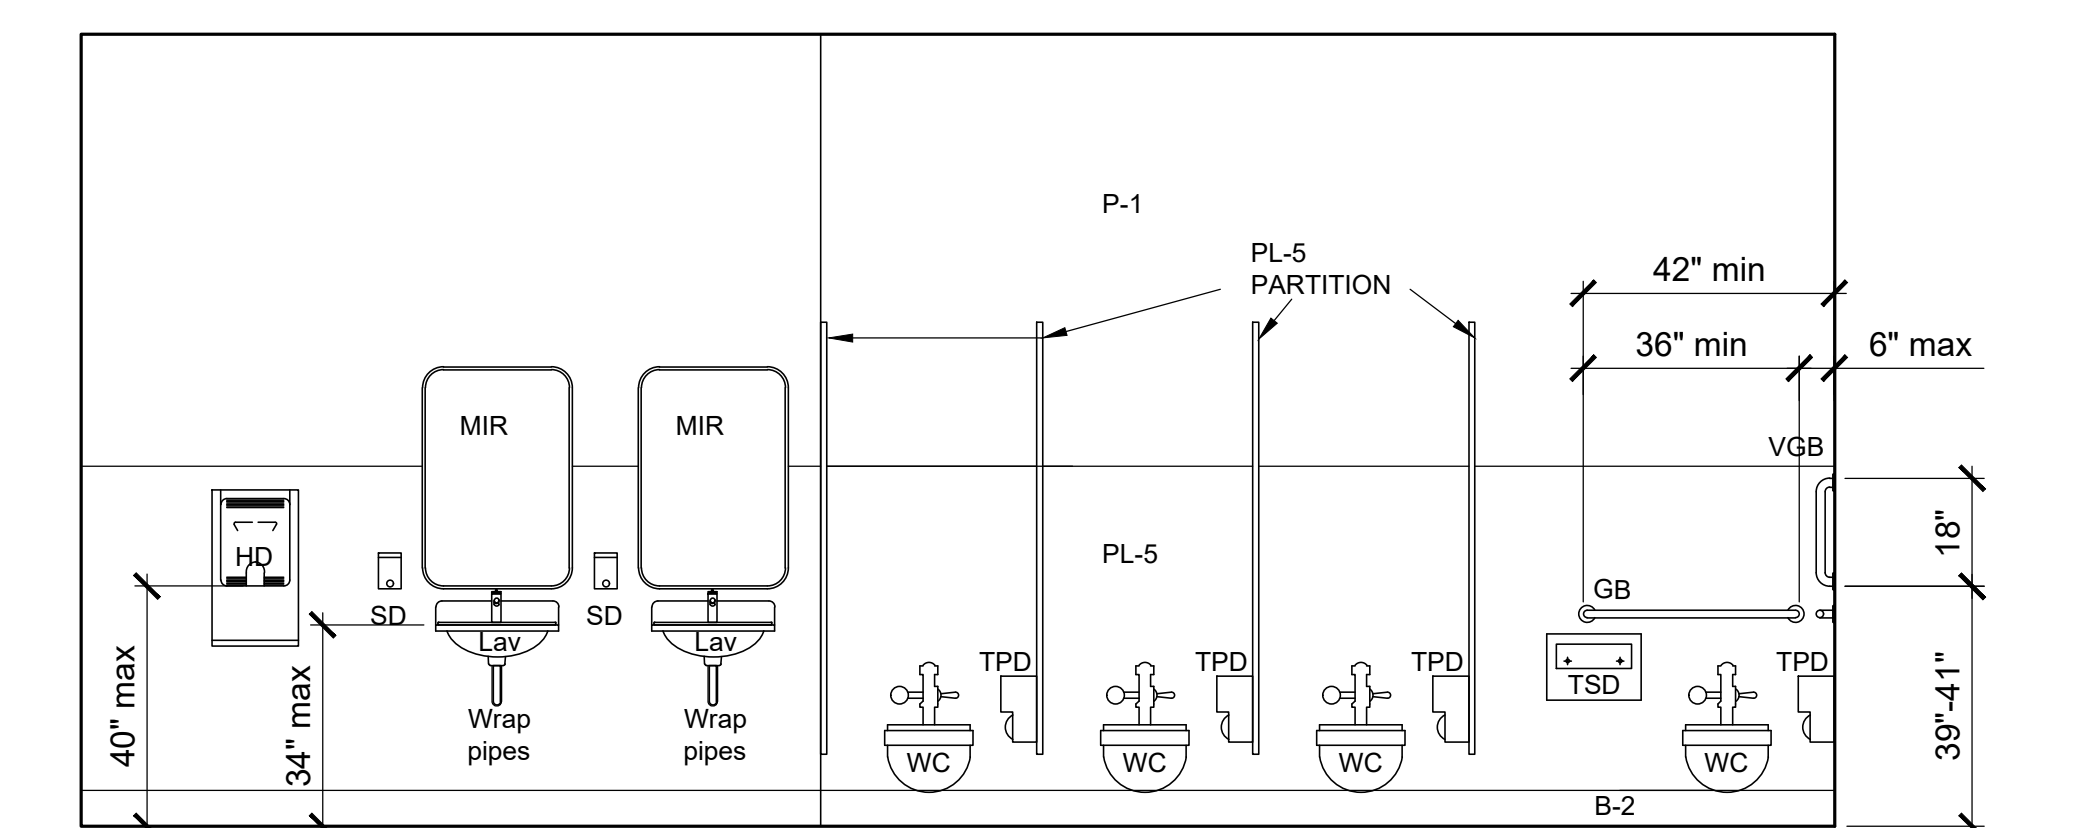 P-1
PL-5
PARTITION
42" min
36" min
6" max
MIR
MIR
VGB
HD
PL-5
18"
SD
SD
GB
Lav
Lav
TPD
TPD
TPD
TSD
TPD
40" max
34" max
Wrap
pipes
Wrap
pipes
WC
WC
WC
WC
39"-41"
B-2